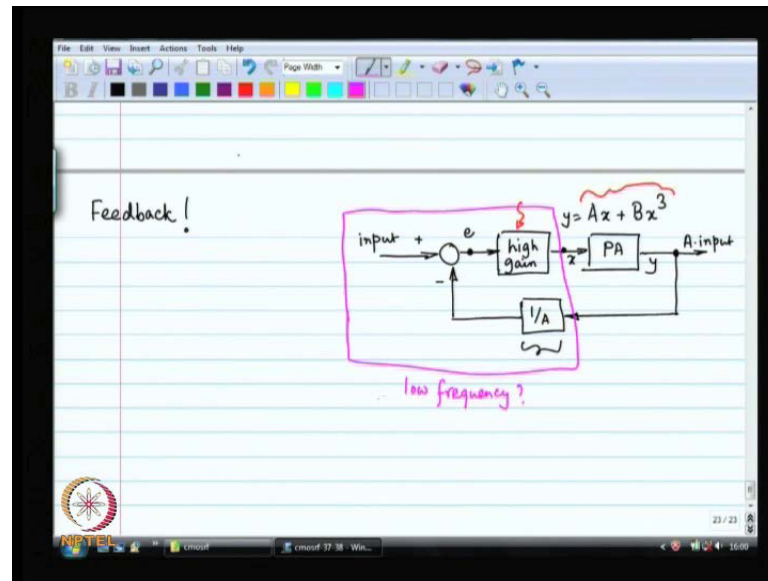 File Edit View Insert Actions Tools Help
Page Width
B I
Feedback!
y = Ax + Bx³
input + e high gain x PA y A.input
-
1/A
low frequency?
23 / 23
NPTEL cmosrf cmosrf-37-38 - Win... 16:00